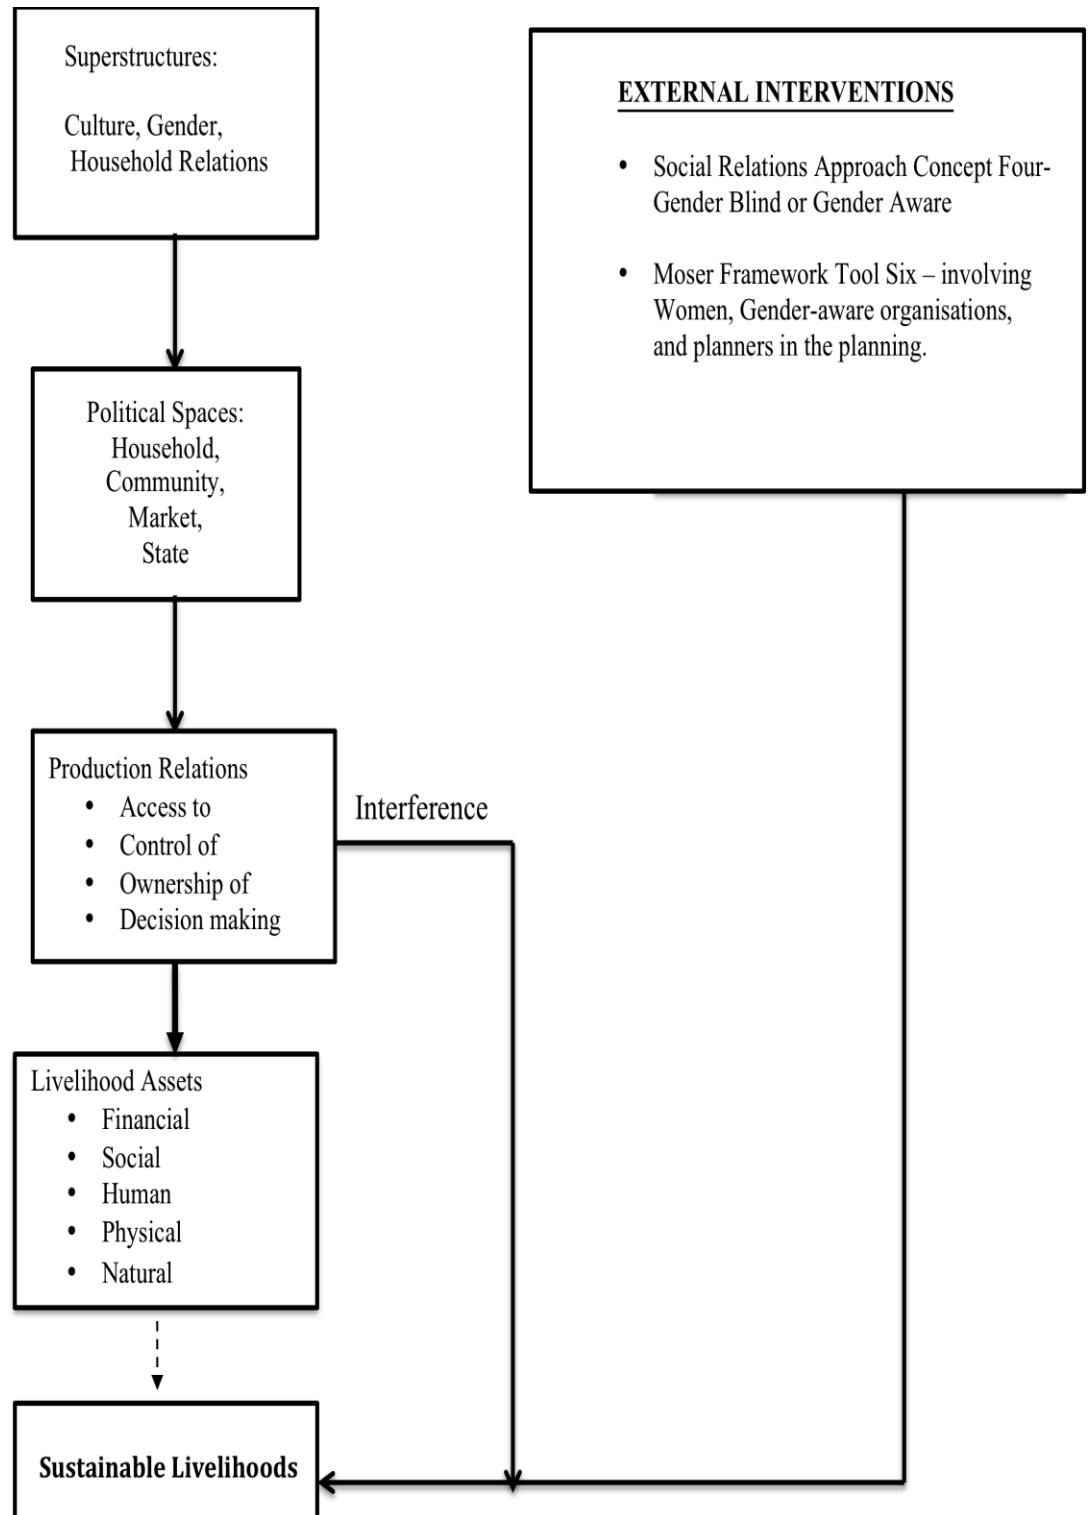 Superstructures:
Culture, Gender,
Household Relations
EXTERNAL INTERVENTIONS
• Social Relations Approach Concept Four-
Gender Blind or Gender Aware
• Moser Framework Tool Six – involving
Women, Gender-aware organisations,
and planners in the planning.
Political Spaces:
Household,
Community,
Market,
State
Production Relations
• Access to
• Control of
• Ownership of
• Decision making
Interference
Livelihood Assets
• Financial
• Social
• Human
• Physical
• Natural
Sustainable Livelihoods